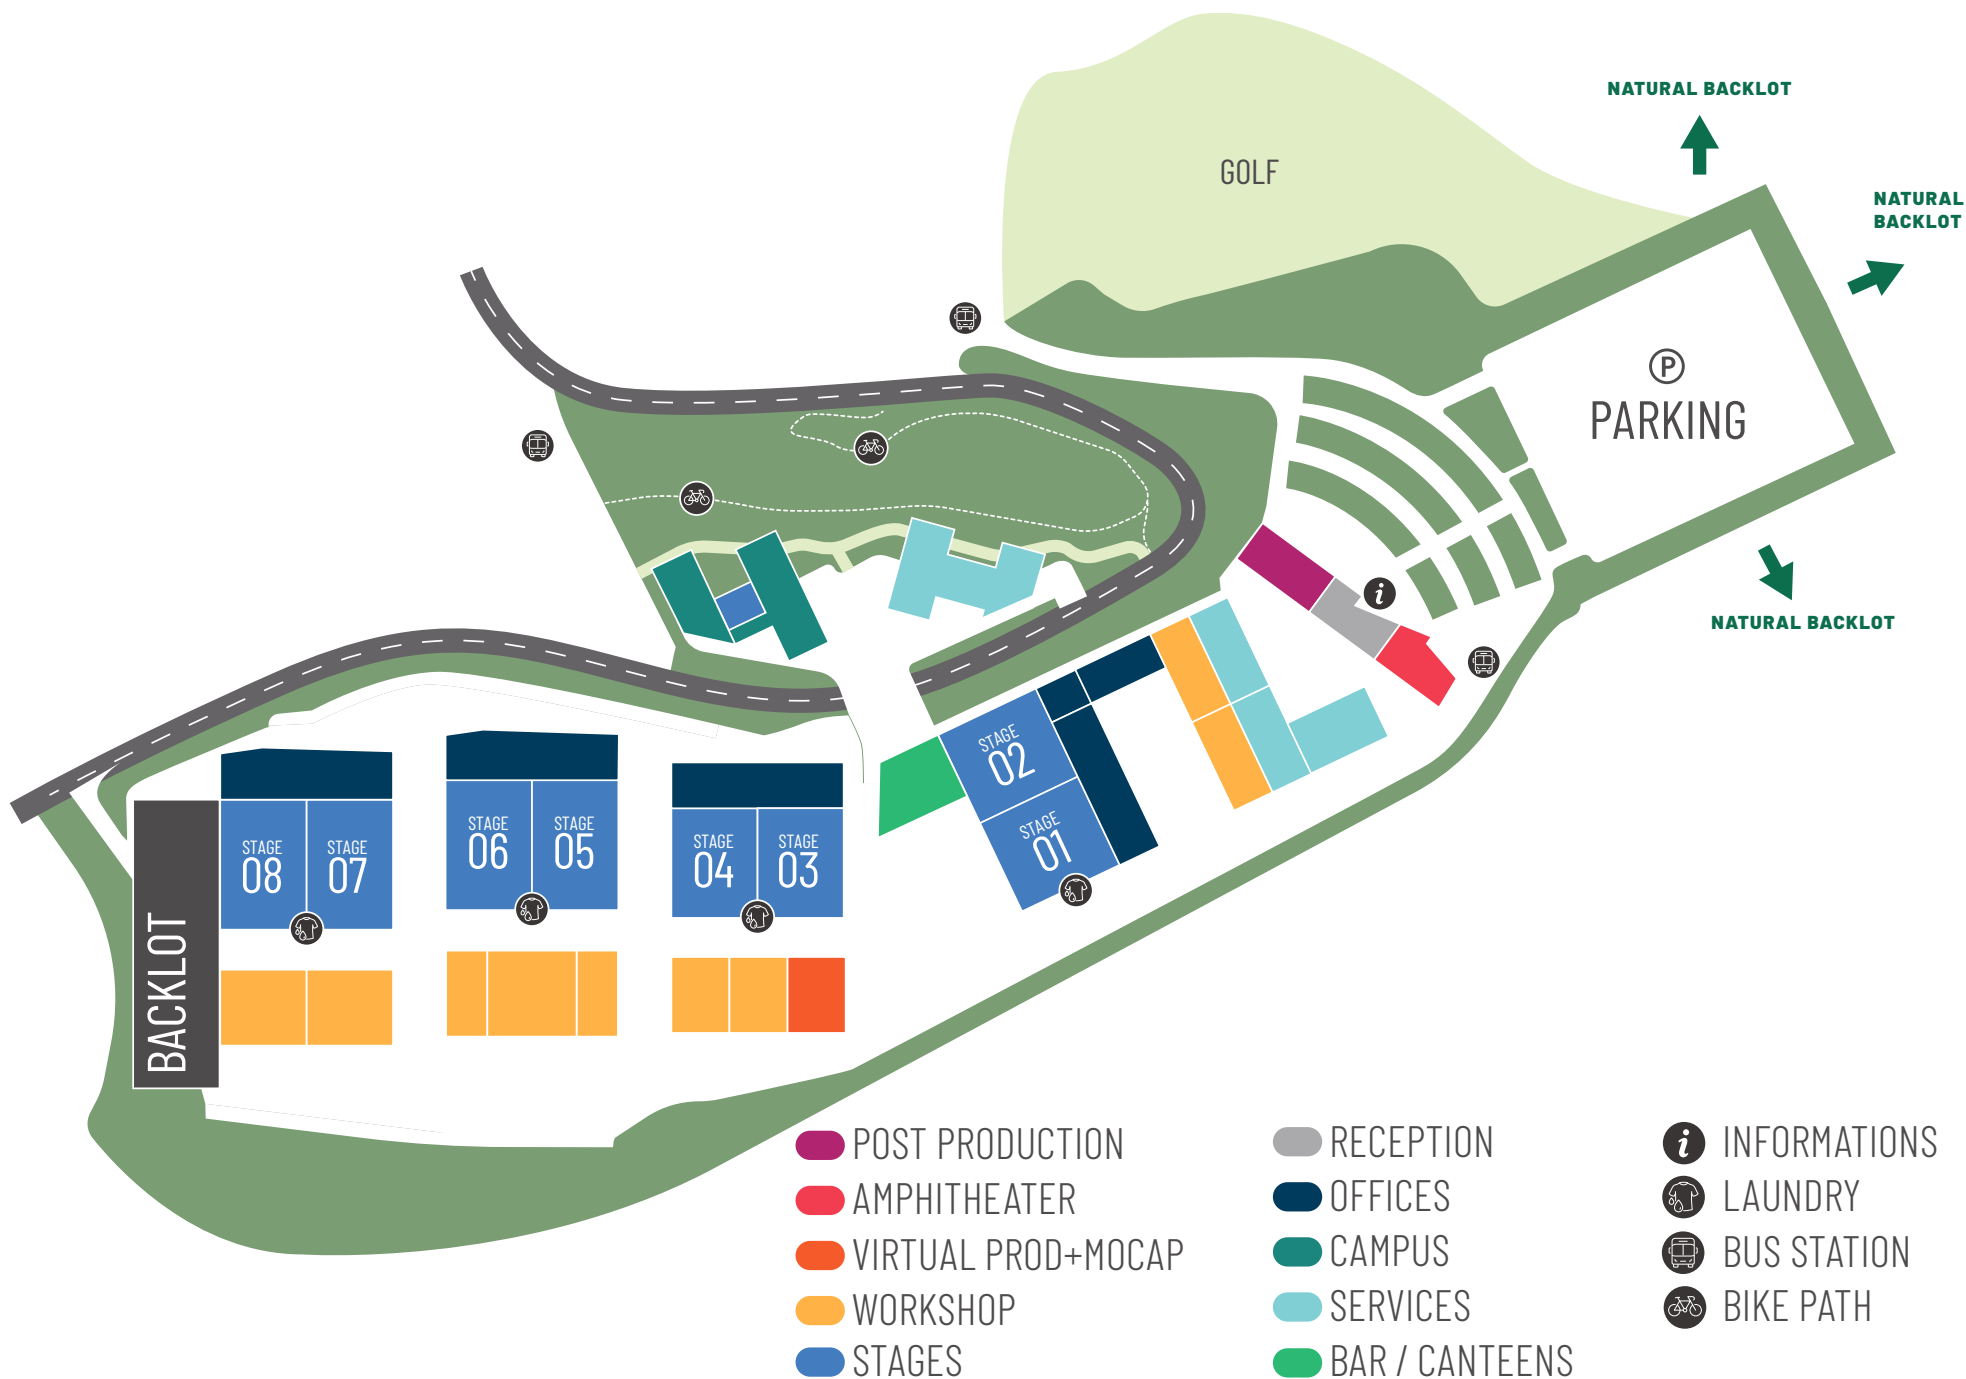 NATURAL BACKLOT
GOLF
NATURAL
BACKLOT
P
PARKING
i
NATURAL BACKLOT
STAGE
02
STAGE
01
STAGE
08
STAGE
07
STAGE
06
STAGE
05
STAGE
04
STAGE
03
BACKLOT
POST PRODUCTION
AMPHITHEATER
VIRTUAL PROD+MOCAP
WORKSHOP
STAGES
RECEPTION
OFFICES
CAMPUS
SERVICES
BAR / CANTEENS
i INFORMATIONS
LAUNDRY
BUS STATION
BIKE PATH